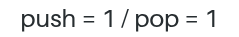 push = 1 / pop = 1